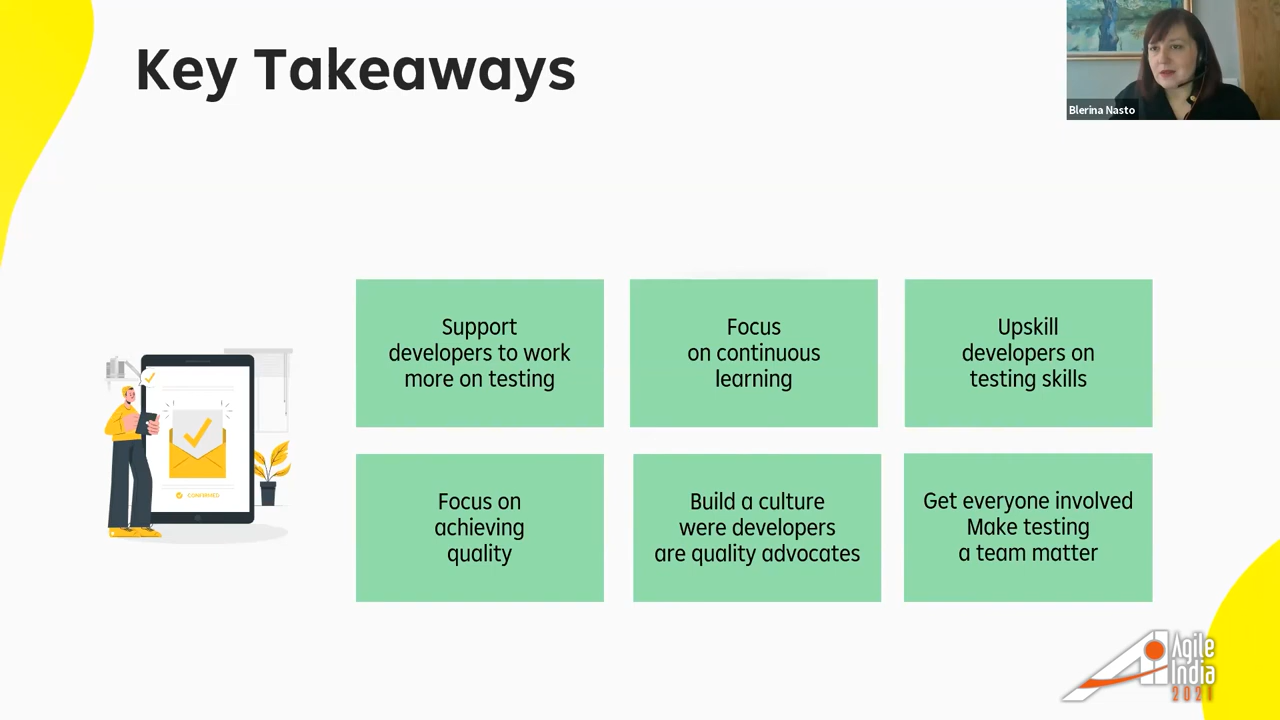 Key Takeaways
Blerina Nasto
Support
developers to work
more on testing
Focus
on continuous
learning
Upskill
developers on
testing skills
Focus on
achieving
quality
Build a culture
were developers
are quality advocates
Get everyone involved
Make testing
a team matter
CONFIRMED
Agile
India
2021